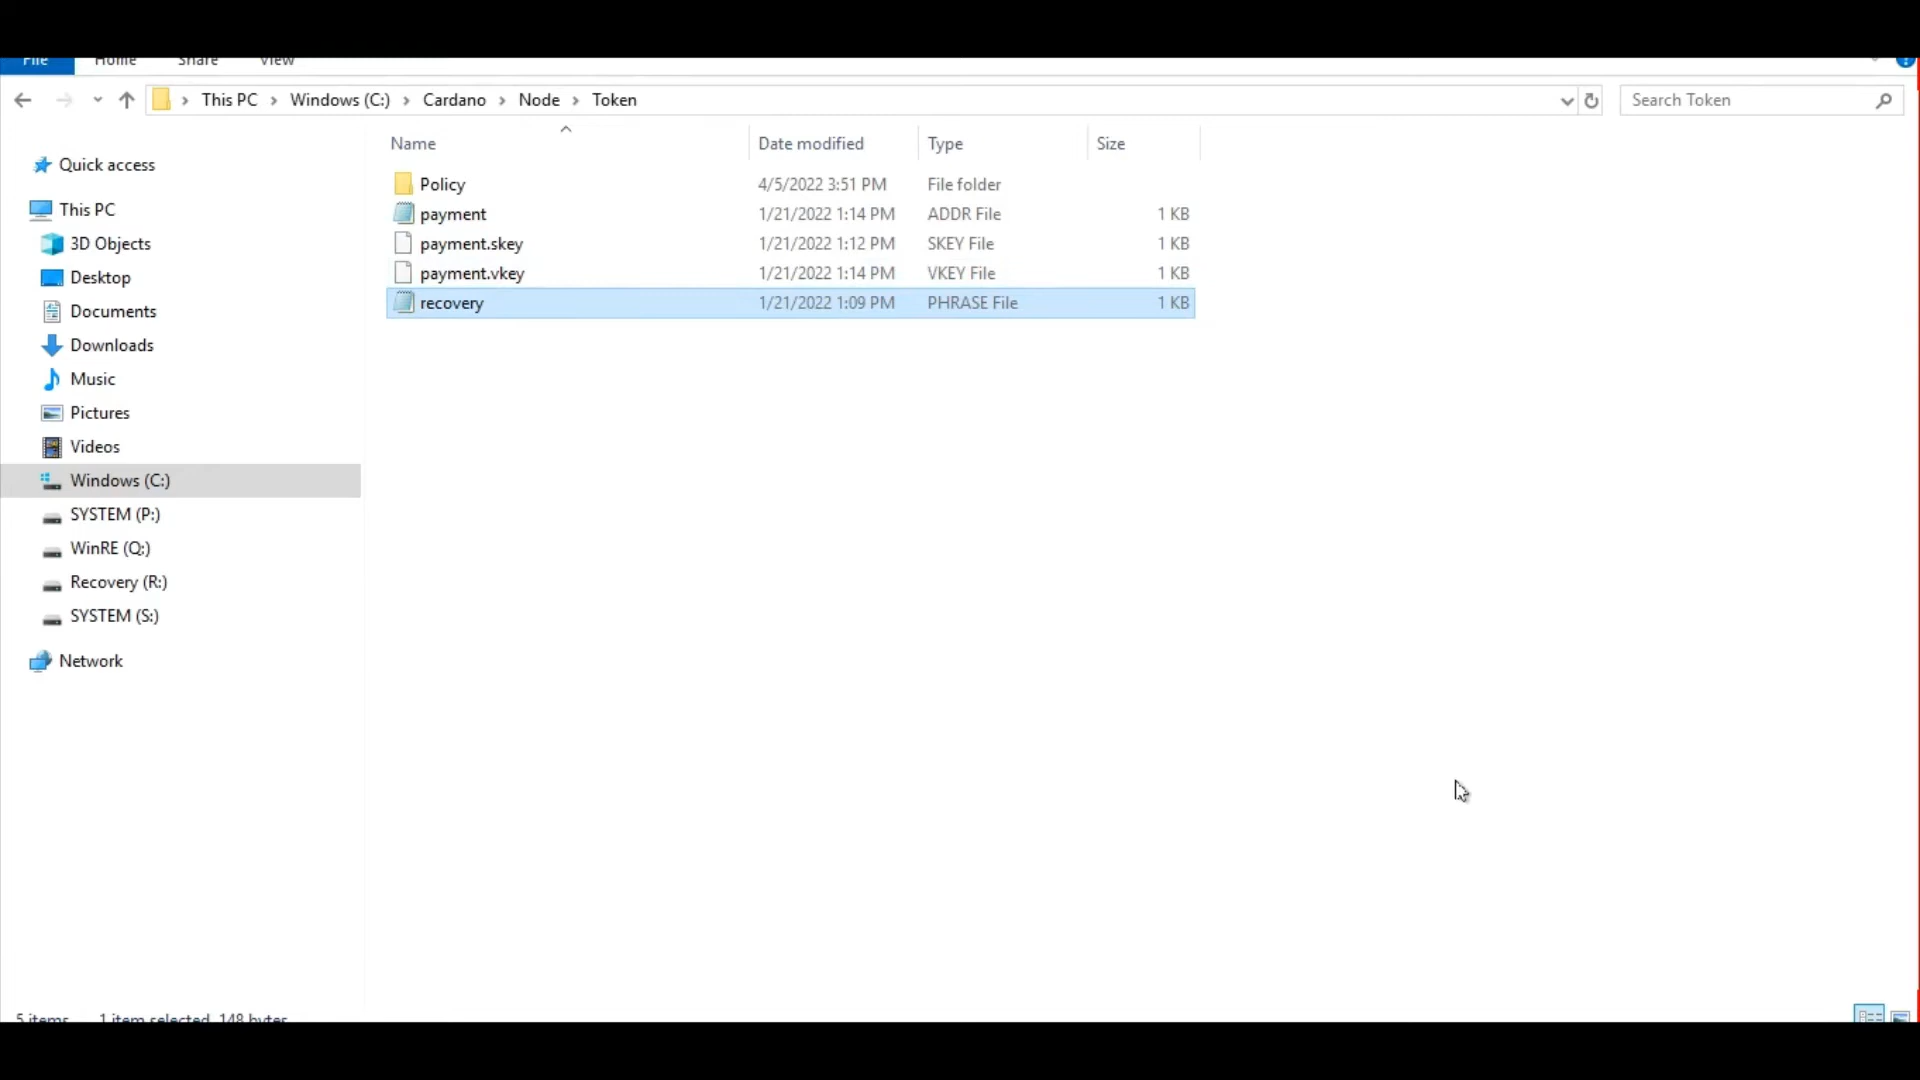 File Home Share View
This PC > Windows (C:) > Cardano > Node > Token
Search Token
Name Date modified Type Size
Policy 4/5/2022 3:51 PM File folder
payment 1/21/2022 1:14 PM ADDR File 1 KB
payment.skey 1/21/2022 1:12 PM SKEY File 1 KB
payment.vkey 1/21/2022 1:14 PM VKEY File 1 KB
recovery 1/21/2022 1:09 PM PHRASE File 1 KB
Quick access
This PC
3D Objects
Desktop
Documents
Downloads
Music
Pictures
Videos
Windows (C:)
SYSTEM (P:)
WinRE (Q:)
Recovery (R:)
SYSTEM (S:)
Network
5 items 1 item selected 148 bytes